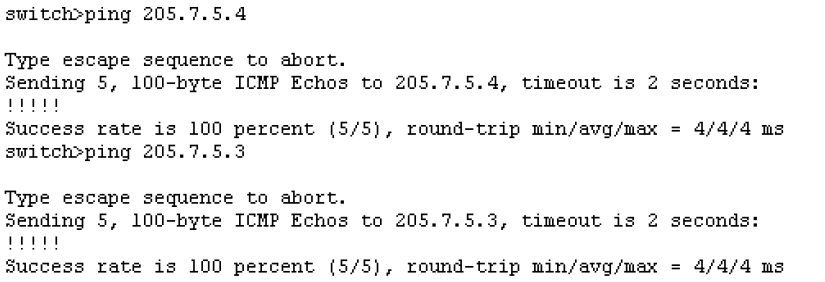 switch>ping 205.7.5.4
Type escape sequence to abort.
Sending 5, 100-byte ICMP Echos to 205.7.5.4, timeout is 2 seconds:
!!!!!
Success rate is 100 percent (5/5), round-trip min/avg/max = 4/4/4 ms
switch>ping 205.7.5.3
Type escape sequence to abort.
Sending 5, 100-byte ICMP Echos to 205.7.5.3, timeout is 2 seconds:
!!!!!
Success rate is 100 percent (5/5), round-trip min/avg/max = 4/4/4 ms